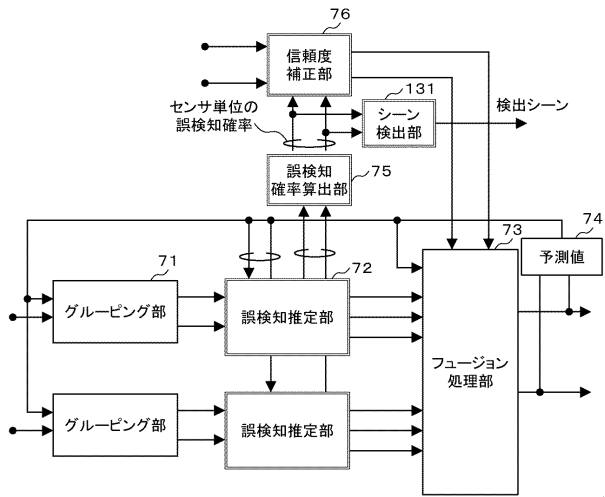 76
信頼度
補正部
131
シーン
検出部
検出シーン
センサ単位の
誤検知確率
誤検知
確率算出部
75
74
予測値
73
71
グルーピング部
72
誤検知推定部
フュージョン
処理部
グルーピング部
誤検知推定部